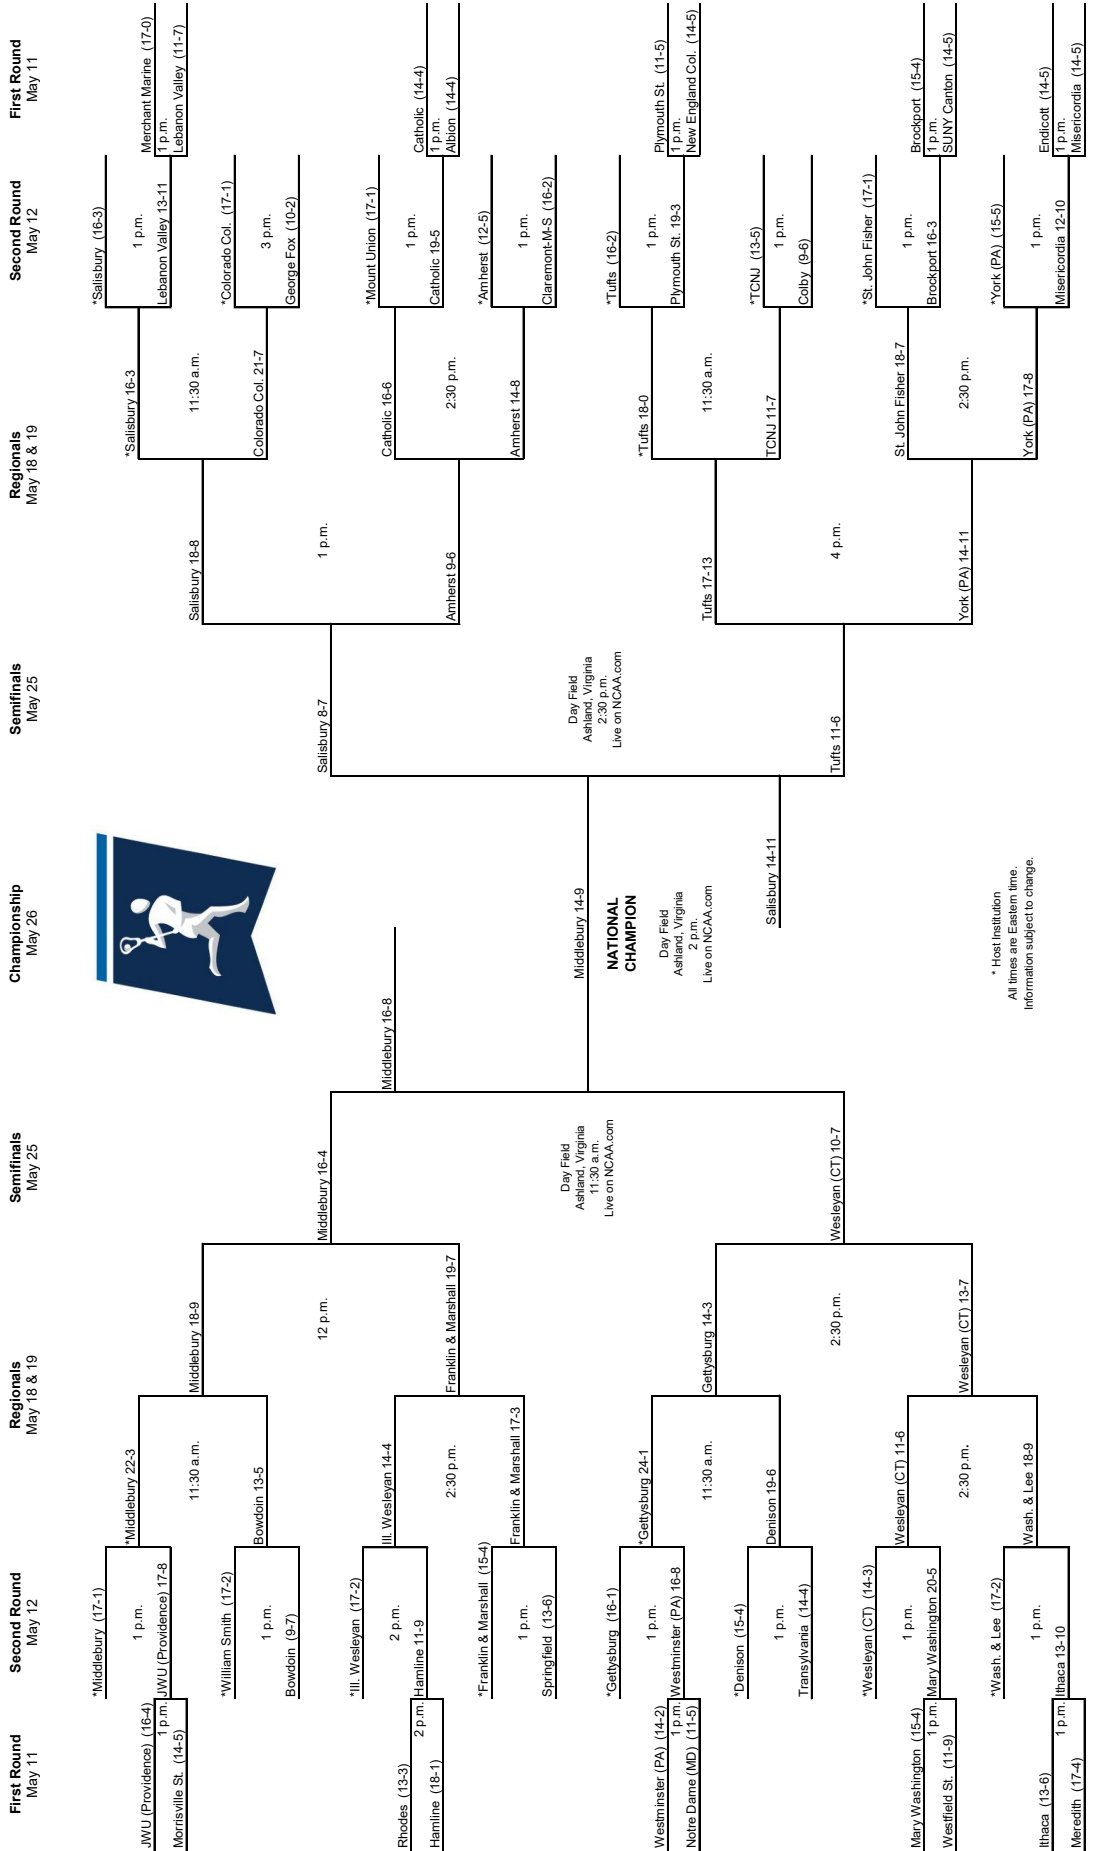 First Round
May 11
Second Round
May 12
Regionals
May 18 & 19
Semifinals
May 25
Championship
May 26
Semifinals
May 25
Regionals
May 18 & 19
Second Round
May 12
First Round
May 11
JWU (Providence) (16-4)
1 p.m.
Morrisville St. (14-5)
Rhodes (13-3)
2 p.m.
Hamline (18-1)
Westminster (PA) (14-2)
1 p.m.
Notre Dame (MD) (11-5)
Mary Washington (15-4)
1 p.m.
Westfield St. (11-9)
Ithaca (13-6)
1 p.m.
Meredith (17-4)
*Middlebury (17-1)
1 p.m.
JWU (Providence) 17-8
*William Smith (17-2)
1 p.m.
Bowdoin (9-7)
*Ill. Wesleyan (17-2)
2 p.m.
Hamline 11-9
*Franklin & Marshall (15-4)
1 p.m.
Springfield (13-6)
*Gettysburg (16-1)
1 p.m.
Westminster (PA) 16-8
*Denison (15-4)
1 p.m.
Transylvania (14-4)
*Wesleyan (CT) (14-3)
1 p.m.
Mary Washington 20-5
*Wash. & Lee (17-2)
1 p.m.
Ithaca 13-10
*Middlebury 22-3
11:30 a.m.
Bowdoin 13-5
Ill. Wesleyan 14-4
2:30 p.m.
Franklin & Marshall 17-3
*Gettysburg 24-1
11:30 a.m.
Denison 19-6
Wesleyan (CT) 11-6
2:30 p.m.
Wash. & Lee 18-9
Middlebury 18-9
12 p.m.
Franklin & Marshall 19-7
Gettysburg 14-3
2:30 p.m.
Wesleyan (CT) 13-7
Middlebury 16-4
Day Field
Ashland, Virginia
11:30 a.m.
Live on NCAA.com
Wesleyan (CT) 10-7
Middlebury 16-8
Middlebury 14-9
NATIONAL
CHAMPION
Day Field
Ashland, Virginia
2 p.m.
Live on NCAA.com
Salisbury 14-11
* Host Institution
All times are Eastern time.
Information subject to change.
Salisbury 8-7
Day Field
Ashland, Virginia
2:30 p.m.
Live on NCAA.com
Tufts 11-6
Salisbury 18-8
1 p.m.
Amherst 9-6
Tufts 17-13
4 p.m.
York (PA) 14-11
*Salisbury 16-3
11:30 a.m.
Colorado Col. 21-7
Catholic 16-6
2:30 p.m.
Amherst 14-8
*Tufts 18-0
11:30 a.m.
TCNJ 11-7
St. John Fisher 18-7
2:30 p.m.
York (PA) 17-8
*Salisbury (16-3)
1 p.m.
Lebanon Valley 13-11
*Colorado Col. (17-1)
3 p.m.
George Fox (10-2)
*Mount Union (17-1)
1 p.m.
Catholic 19-5
*Amherst (12-5)
1 p.m.
Claremont-M-S (16-2)
*Tufts (16-2)
1 p.m.
Plymouth St. 19-3
*TCNJ (13-5)
1 p.m.
Colby (9-6)
*St. John Fisher (17-1)
1 p.m.
Brockport 16-3
*York (PA) (15-5)
1 p.m.
Misericordia 12-10
Merchant Marine (17-0)
1 p.m.
Lebanon Valley (11-7)
Catholic (14-4)
1 p.m.
Albion (14-4)
Plymouth St. (11-5)
1 p.m.
New England Col. (14-5)
Brockport (15-4)
1 p.m.
SUNY Canton (14-5)
Endicott (14-5)
1 p.m.
Misericordia (14-5)